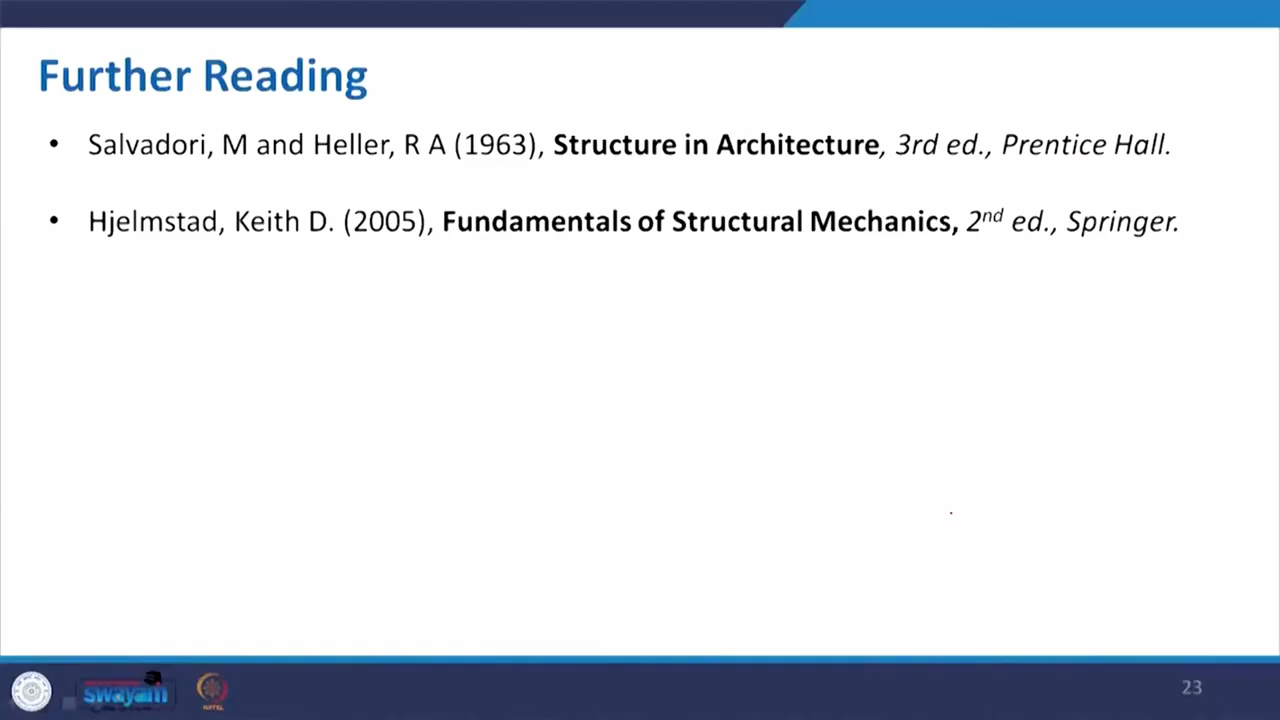 Further Reading
• Salvadori, M and Heller, R A (1963), Structure in Architecture, 3rd ed., Prentice Hall.
• Hjelmstad, Keith D. (2005), Fundamentals of Structural Mechanics, 2nd ed., Springer.
swayam
NPTEL
23